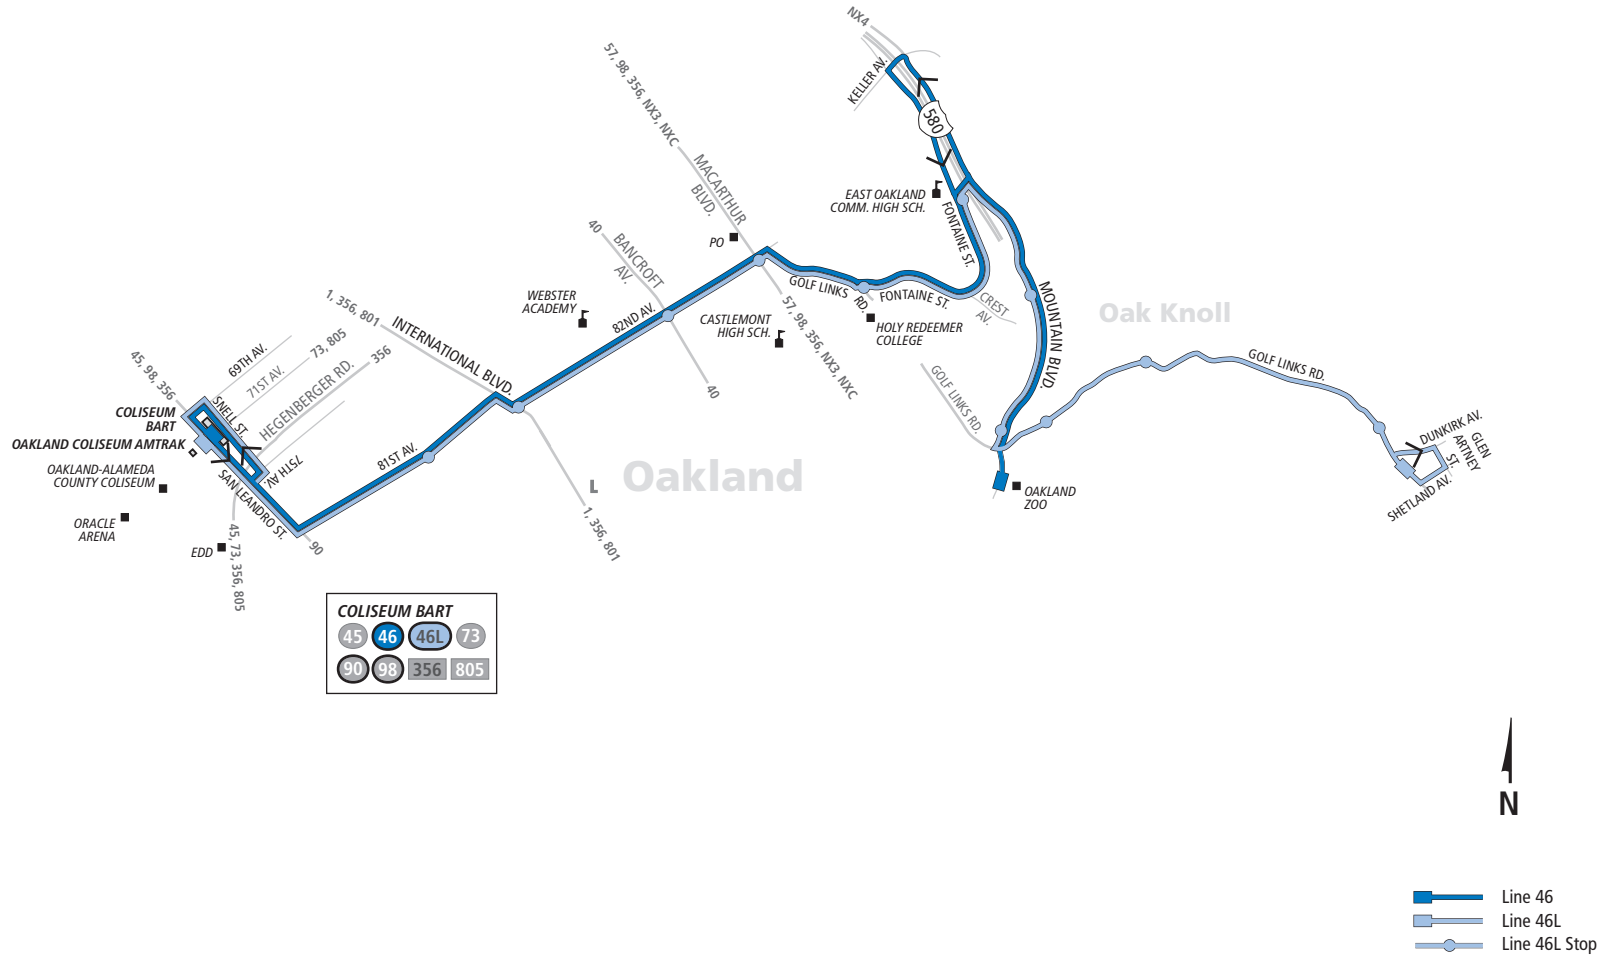 NX4
57, 98, 356, NX3, NXC
KELLER AV.
580
MACARTHUR
BLVD.
EAST OAKLAND
COMM. HIGH SCH.
FONTAINE ST.
PO
40
BANCROFT
AV.
GOLF LINKS
RD.
FONTAINE ST.
CREST
AV.
MOUNTAIN BLVD.
Oak Knoll
WEBSTER
ACADEMY
82ND AV.
CASTLEMONT
HIGH SCH.
HOLY REDEEMER
COLLEGE
57, 98, 356, NX3, NXC
1, 356, 801
INTERNATIONAL BLVD.
69TH AV.
73, 805
71ST AV.
356
HEGENBERGER RD.
45, 98, 356
40
GOLF LINKS RD.
GOLF LINKS RD.
COLISEUM
BART
SNELL ST.
OAKLAND COLISEUM AMTRAK
OAKLAND-ALAMEDA
COUNTY COLISEUM
75TH AV.
81ST AV.
SAN LEANDRO ST.
Oakland
L
1, 356, 801
DUNKIRK AV.
GLEN
ARTNEY
ST.
SHETLAND AV.
OAKLAND
ZOO
ORACLE
ARENA
EDD
90
45, 73, 356, 805
COLISEUM BART
45 46 46L 73
90 98 356 805
N
Line 46
Line 46L
Line 46L Stop